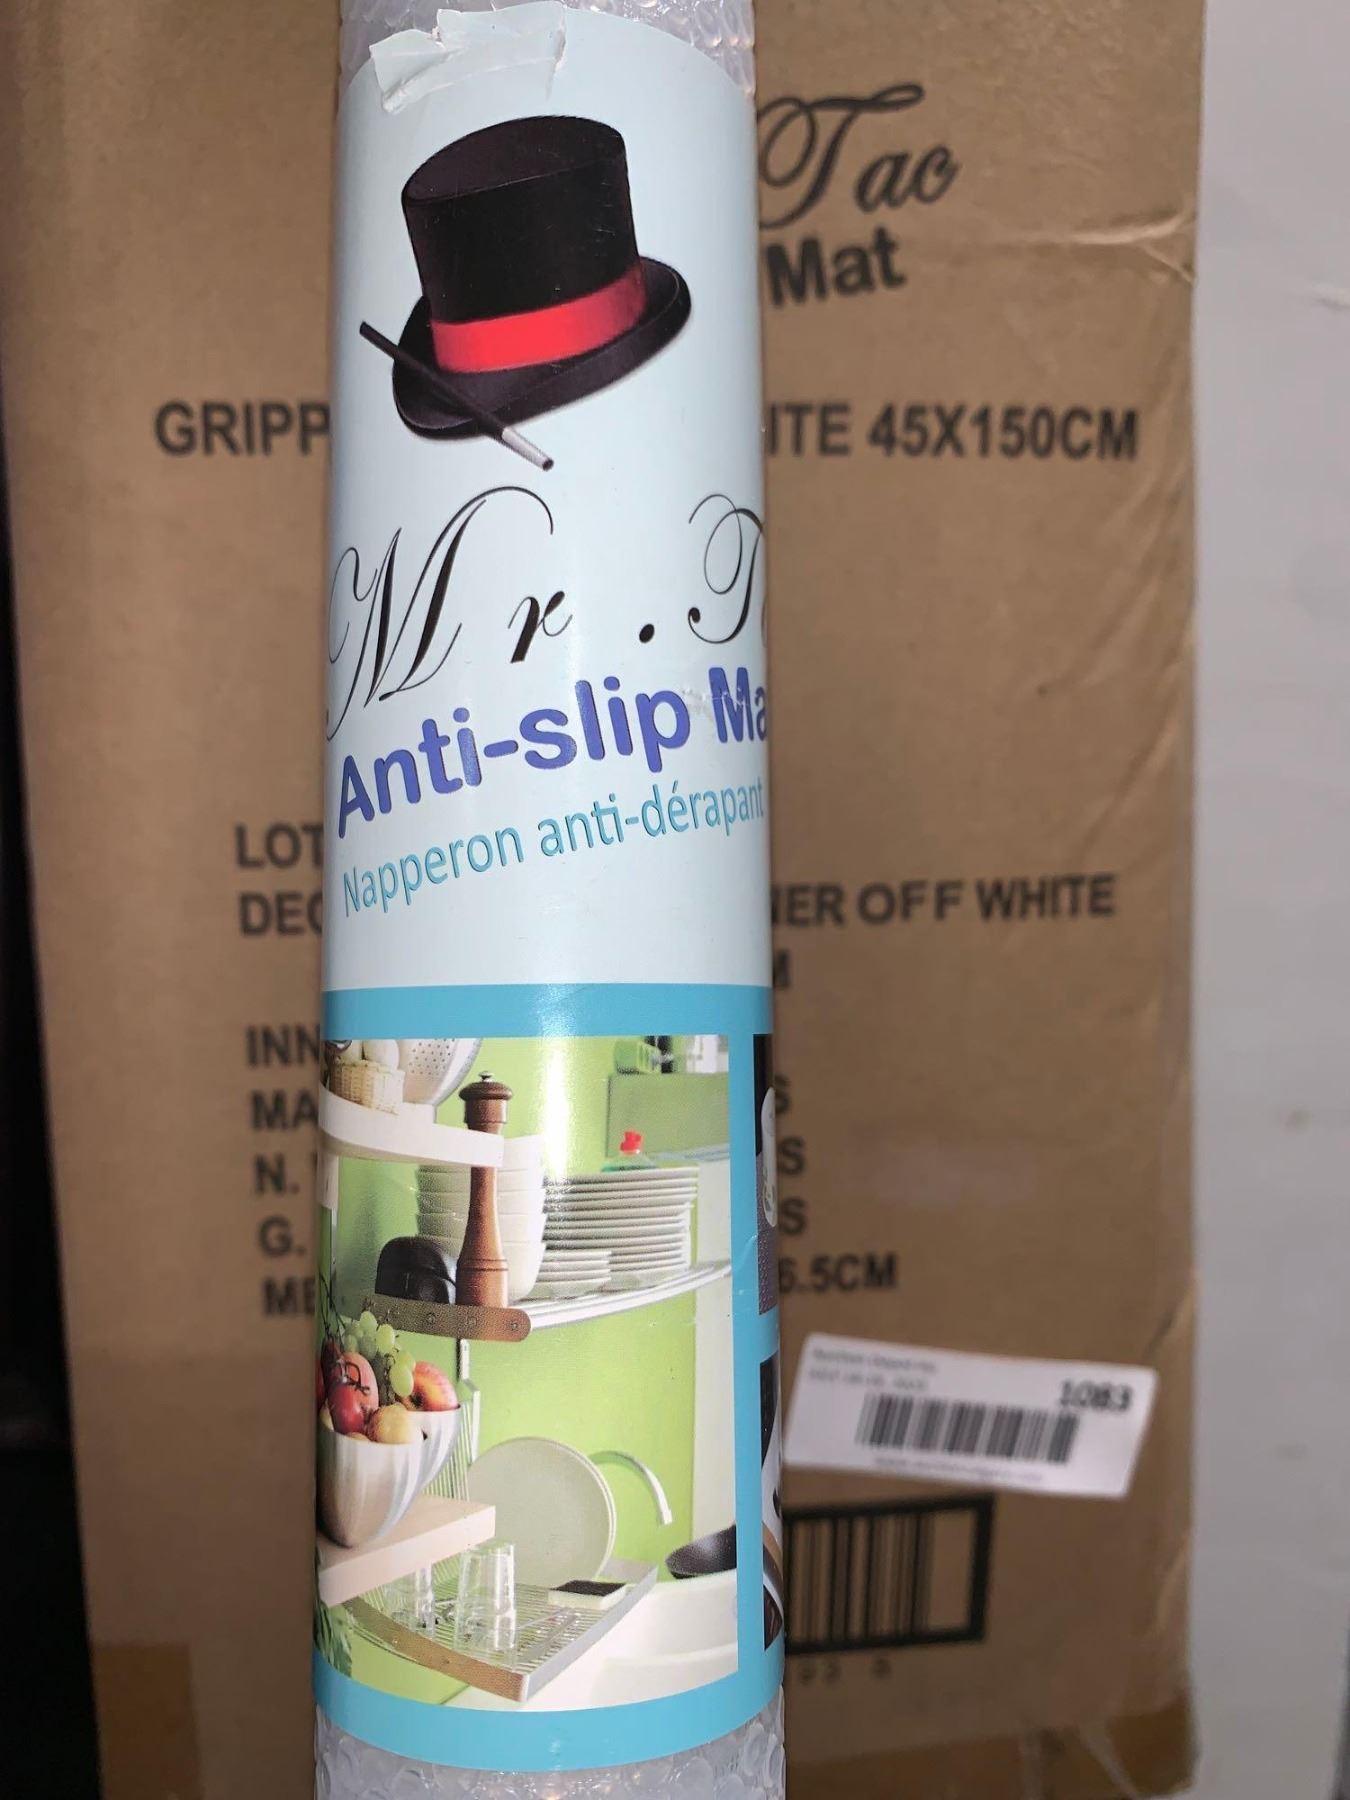 Tac
Mat
GRIPP ITE 45X150CM
Mr. T
Anti-slip Ma
Napperon anti-dérapant
LOT
DEC NER OFF WHITE
M
INN
MA S
N. S
G. S
ME 6.5CM
1083